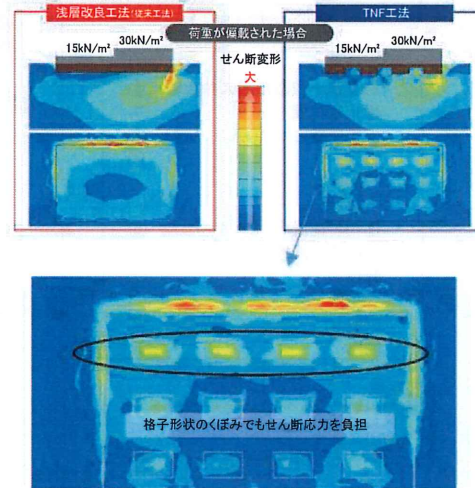 浅層改良工法(従来工法)
TNF工法
荷重が偏載された場合
15kN/m²
30kN/m²
15kN/m²
30kN/m²
せん断変形
大
格子形状のくぼみでもせん断応力を負担